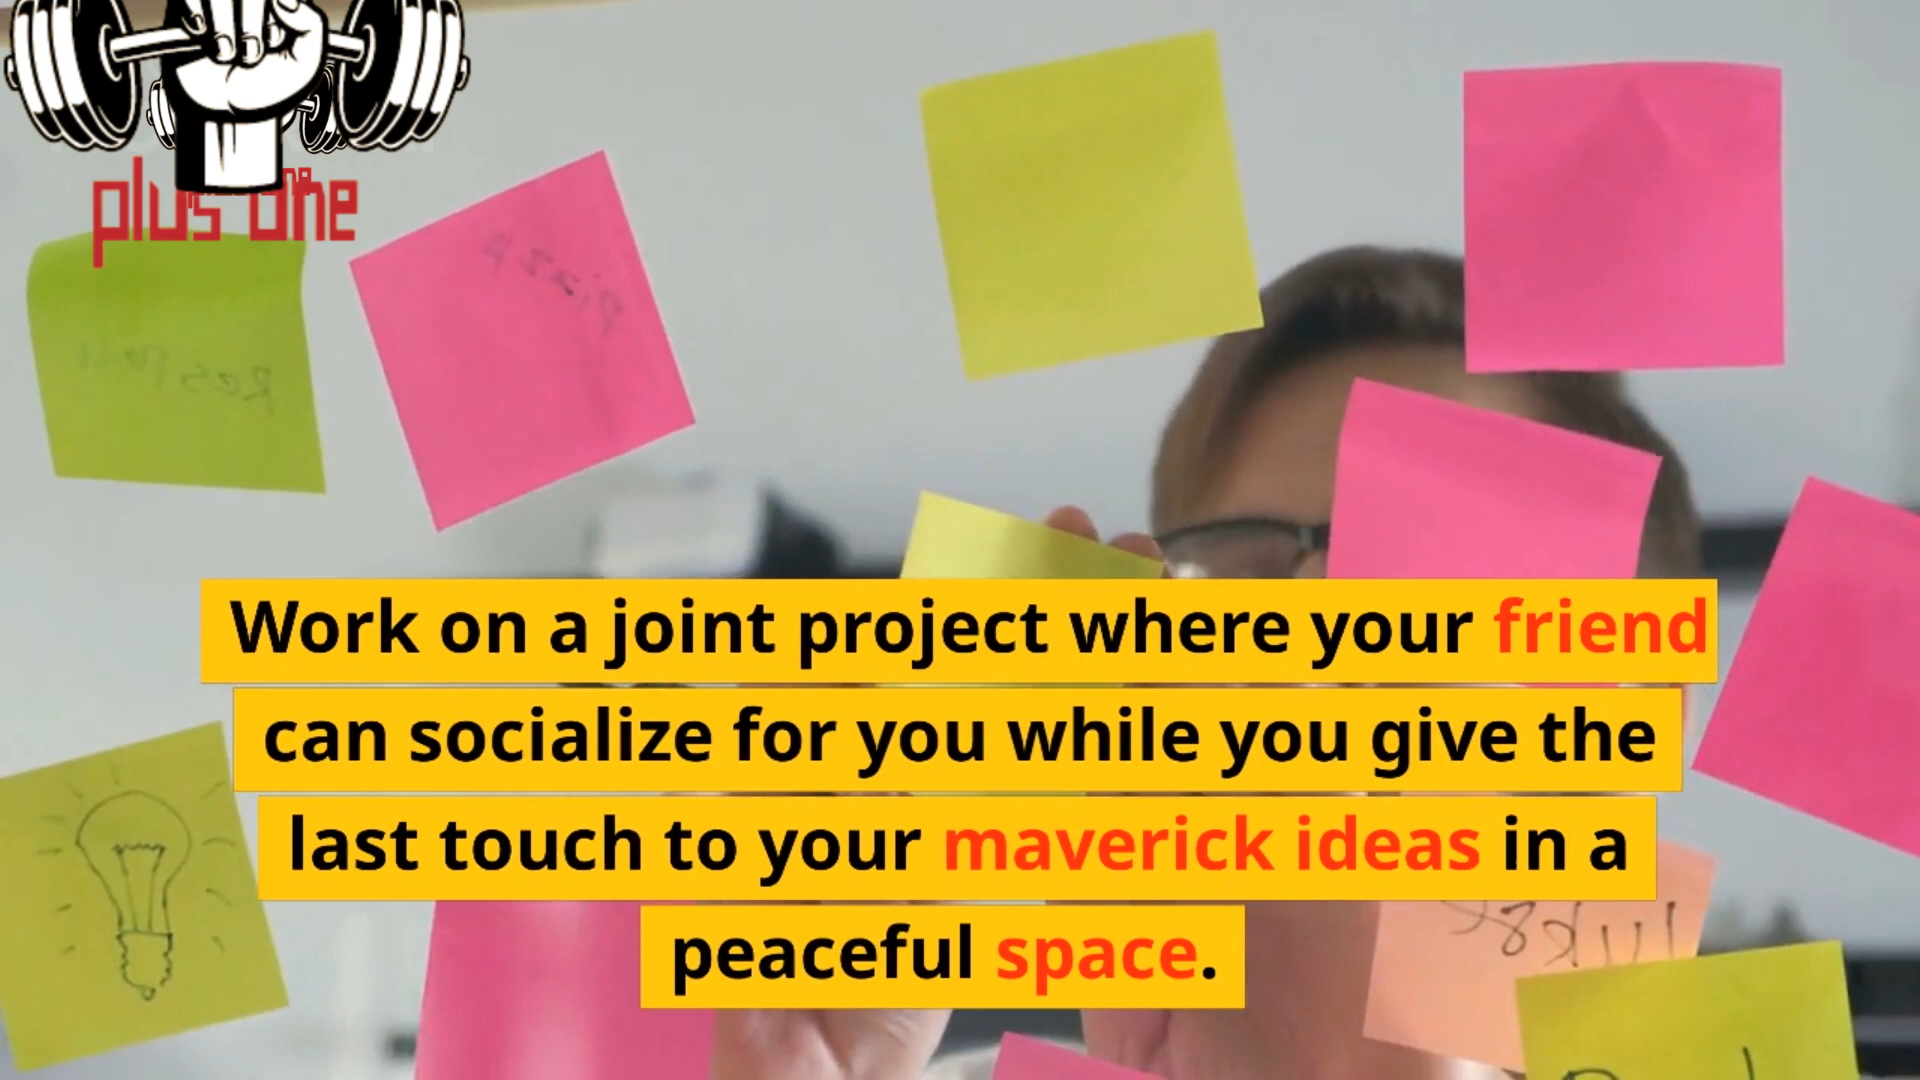 plus one
Work on a joint project where your friend
can socialize for you while you give the
last touch to your maverick ideas in a
peaceful space.